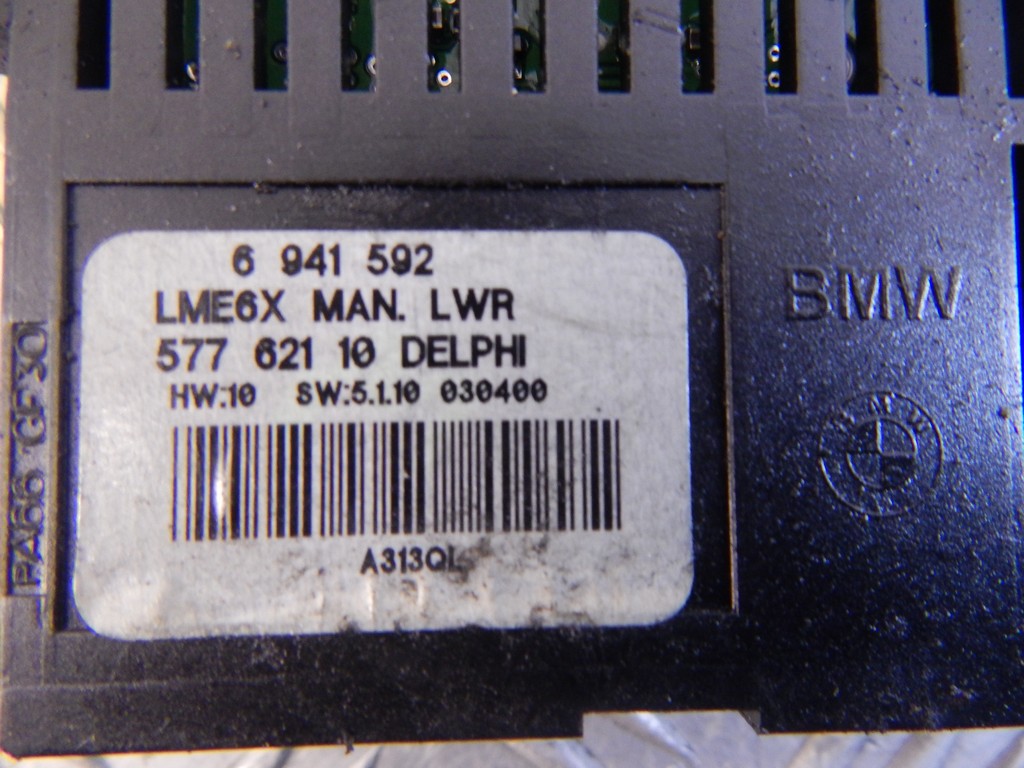 6 941 592
LME6X MAN. LWR
577 621 10 DELPHI
HW:10 SW:5.1.10 030400
A313QL
BMW
BMW
PA66 GF30